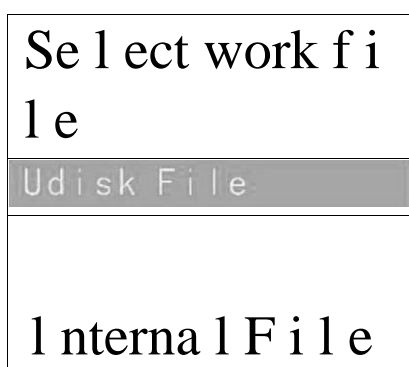 Se l ect work f i
l e
Udisk File
l nterna l F i l e